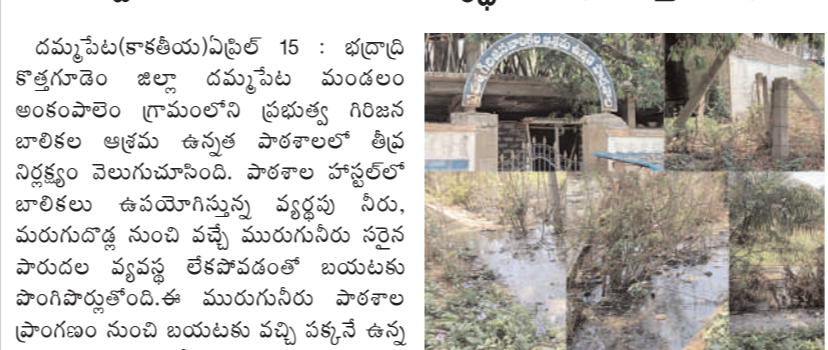 దమ్మపేట(కాకతీయ)ఏప్రిల్ 15 : భద్రాద్రి
కొత్తగూడెం జిల్లా దమ్మపేట మండలం
అంకంపాలెం గ్రామంలోని ప్రభుత్వ గిరిజన
బాలికల ఆశ్రమ ఉన్నత పాఠశాలలో తీవ్ర
నిర్లక్ష్యం వెలుగుచూసింది. పాఠశాల హాస్టల్‌లో
బాలికలు ఉపయోగిస్తున్న వ్యర్థపు నీరు,
మరుగుదొడ్ల నుంచి వచ్చే మురుగునీరు సరైన
పారుదల వ్యవస్థ లేకపోవడంతో బయటకు
పొంగిపొర్లుతోంది.ఈ మురుగునీరు పాఠశాల
ప్రాంగణం నుంచి బయటకు వచ్చి పక్కనే ఉన్న